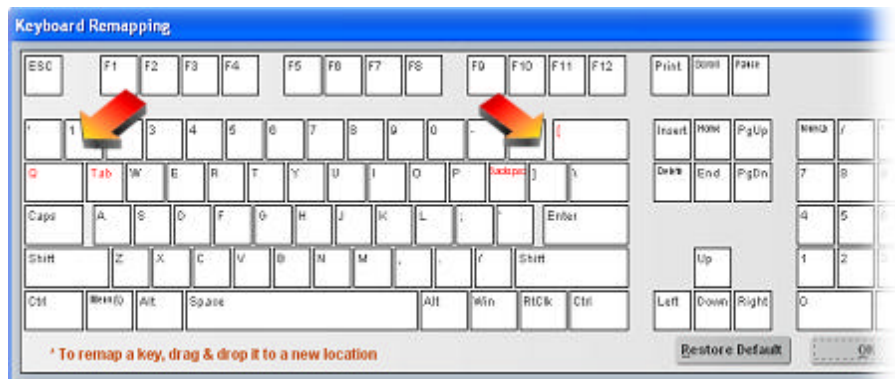 Keyboard Remapping
ESC F1 F2 F3 F4 F5 F6 F7 F8 F9 F10 F11 F12 Print Scroll Pause
` 1 3 4 5 6 7 8 9 0 - [ Insert Home PgUp NumLk /
Q Tab W E R T Y U I O P Backspac ] \ Delete End PgDn 7 8
Caps A S D F G H J K L ; ' Enter 4 5
Shift Z X C V B N M , . / Shift Up 1 2
Ctrl Alt Space Alt Win RtClk Ctrl Left Down Right 0
* To remap a key, drag & drop it to a new location Restore Default OK